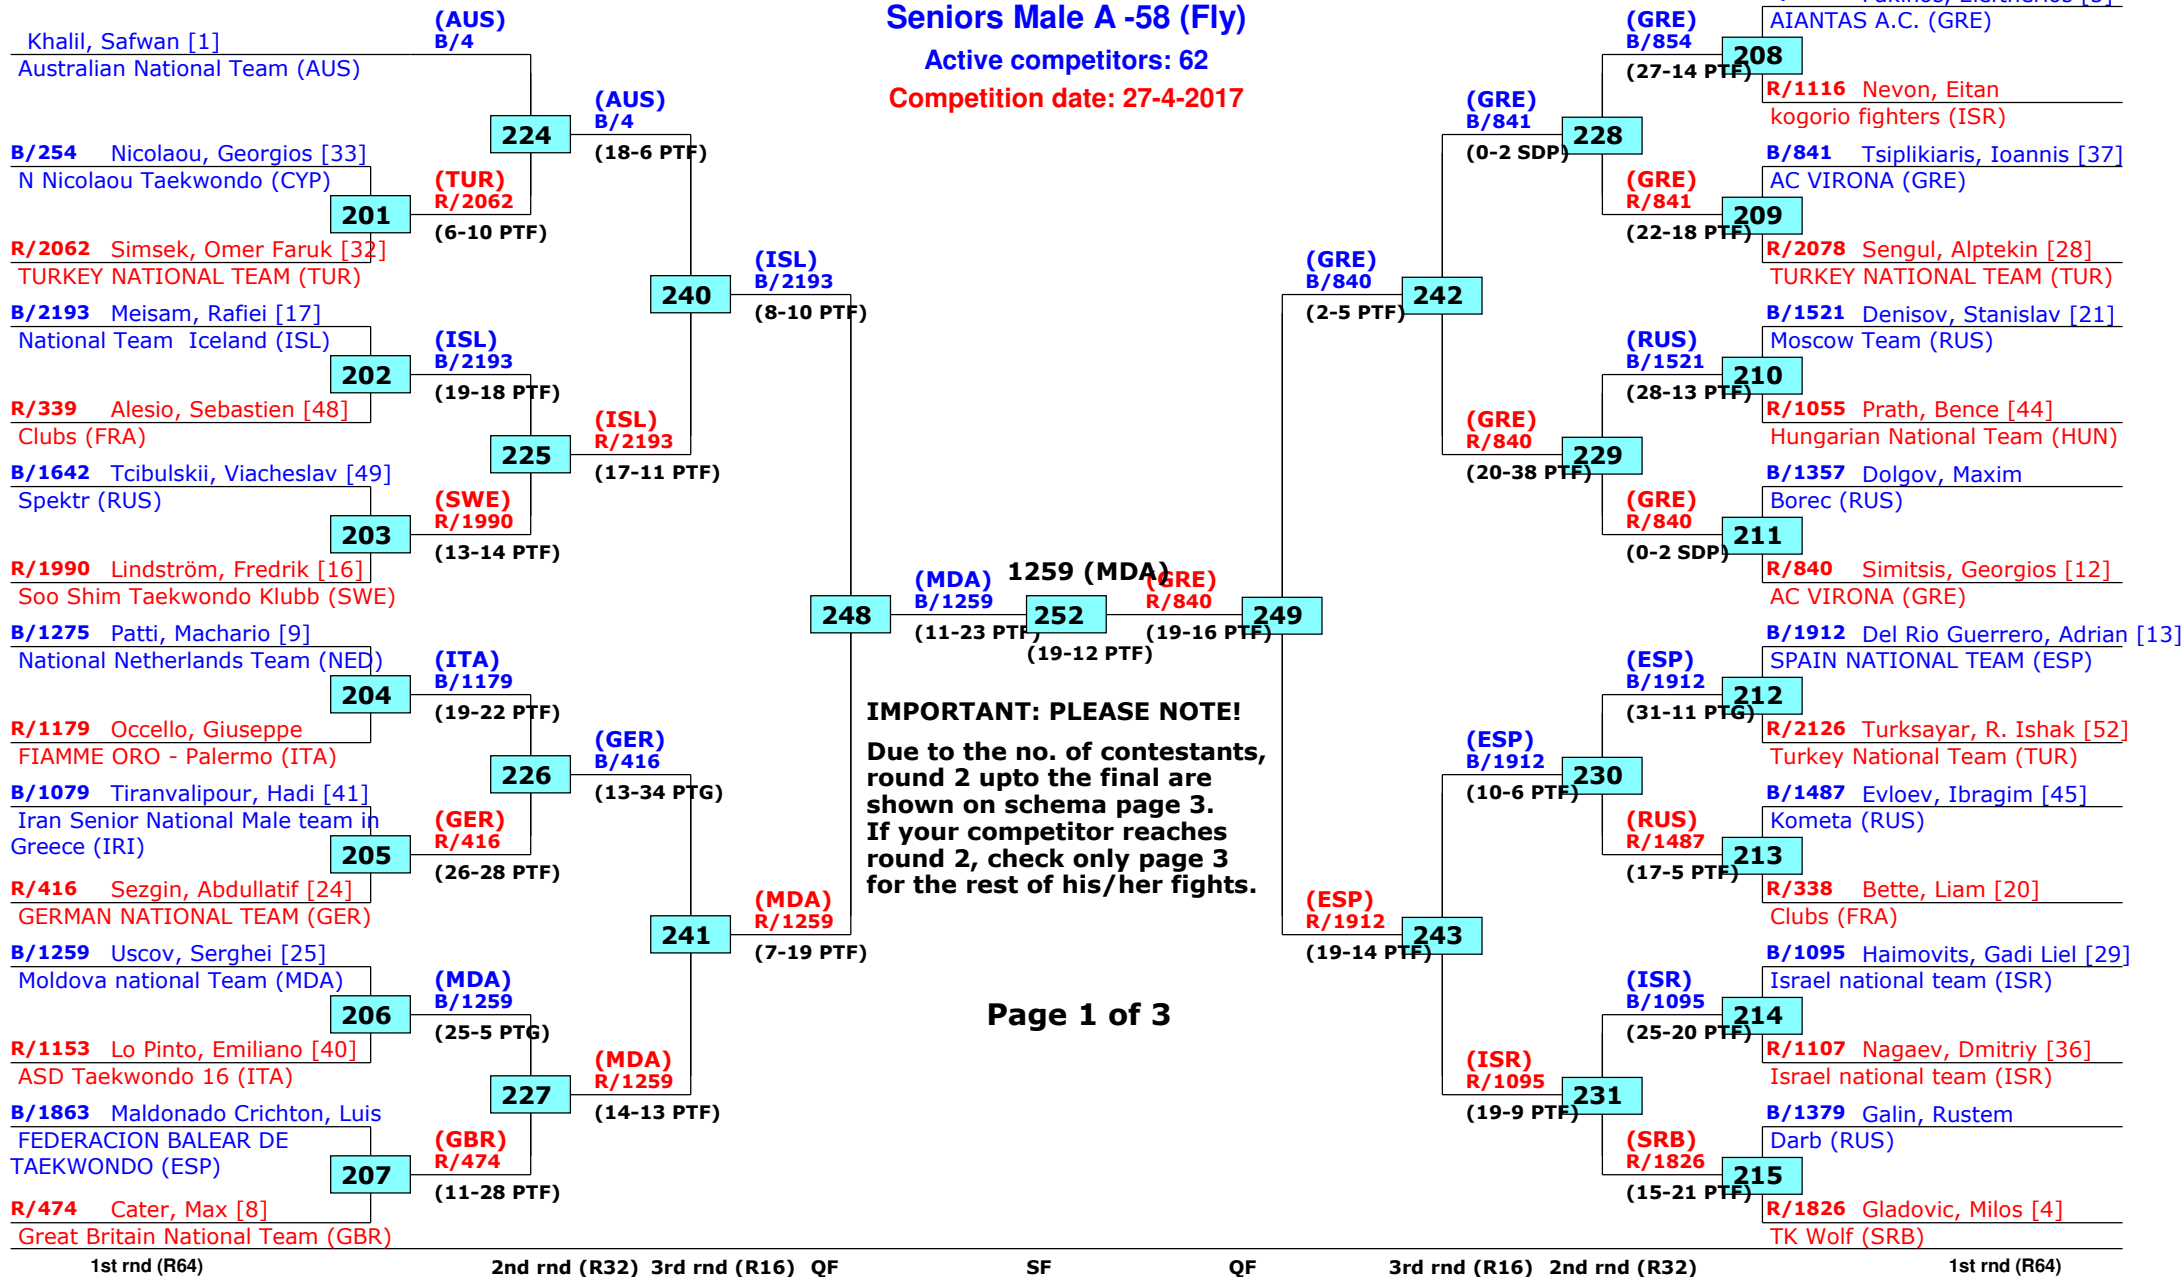 Seniors Male A -58 (Fly)
Active competitors: 62
Competition date: 27-4-2017
Khalil, Safwan [1]
Australian National Team (AUS)
B/254 Nicolaou, Georgios [33]
N Nicolaou Taekwondo (CYP)
201
R/2062 Simsek, Omer Faruk [32]
TURKEY NATIONAL TEAM (TUR)
B/2193 Meisam, Rafiei [17]
National Team Iceland (ISL)
202
R/339 Alesio, Sebastien [48]
Clubs (FRA)
B/1642 Tcibulskii, Viacheslav [49]
Spektr (RUS)
203
R/1990 Lindström, Fredrik [16]
Soo Shim Taekwondo Klubb (SWE)
B/1275 Patti, Machario [9]
National Netherlands Team (NED)
204
R/1179 Occello, Giuseppe
FIAMME ORO - Palermo (ITA)
B/1079 Tiranvalipour, Hadi [41]
Iran Senior National Male team in
Greece (IRI)
205
R/416 Sezgin, Abdullatif [24]
GERMAN NATIONAL TEAM (GER)
B/1259 Uscov, Serghei [25]
Moldova national Team (MDA)
206
R/1153 Lo Pinto, Emiliano [40]
ASD Taekwondo 16 (ITA)
B/1863 Maldonado Crichton, Luis
FEDERACION BALEAR DE
TAEKWONDO (ESP)
207
R/474 Cater, Max [8]
Great Britain National Team (GBR)
(AUS)
B/4
224
(TUR)
R/2062
(6-10 PTF)
(ISL)
B/2193
(19-18 PTF)
225
(SWE)
R/1990
(13-14 PTF)
(ITA)
B/1179
(19-22 PTF)
226
(GER)
R/416
(26-28 PTF)
(MDA)
B/1259
(25-5 PTG)
227
(GBR)
R/474
(11-28 PTF)
(AUS)
B/4
(18-6 PTF)
240
(ISL)
R/2193
(17-11 PTF)
(GER)
B/416
(13-34 PTG)
241
(MDA)
R/1259
(14-13 PTF)
(ISL)
B/2193
(8-10 PTF)
248
(MDA)
R/1259
(7-19 PTF)
(MDA)
B/1259
(11-23 PTF)
1259 (MDA)
252
(19-12 PTF)
(GRE)
R/840
(19-16 PTF)
249
IMPORTANT: PLEASE NOTE!
Due to the no. of contestants,
round 2 upto the final are
shown on schema page 3.
If your competitor reaches
round 2, check only page 3
for the rest of his/her fights.
Page 1 of 3
(GRE)
B/840
(2-5 PTF)
(ESP)
R/1912
(19-14 PTF)
(GRE)
B/841
(0-2 SDP)
242
(GRE)
R/840
(20-38 PTF)
(ESP)
B/1912
(10-6 PTF)
243
(ISR)
R/1095
(19-9 PTF)
(GRE)
B/854
(27-14 PTF)
228
(GRE)
R/841
(22-18 PTF)
(RUS)
B/1521
(28-13 PTF)
229
(GRE)
R/840
(0-2 SDP)
(ESP)
B/1912
(31-11 PTG)
230
(RUS)
R/1487
(17-5 PTF)
(ISR)
B/1095
(25-20 PTF)
231
(SRB)
R/1826
(15-21 PTF)
AIANTAS A.C. (GRE)
208
R/1116 Nevon, Eitan
kogorio fighters (ISR)
B/841 Tsiplikiaris, Ioannis [37]
AC VIRONA (GRE)
209
R/2078 Sengul, Alptekin [28]
TURKEY NATIONAL TEAM (TUR)
B/1521 Denisov, Stanislav [21]
Moscow Team (RUS)
210
R/1055 Prath, Bence [44]
Hungarian National Team (HUN)
B/1357 Dolgov, Maxim
Borec (RUS)
211
R/840 Simitsis, Georgios [12]
AC VIRONA (GRE)
B/1912 Del Rio Guerrero, Adrian [13]
SPAIN NATIONAL TEAM (ESP)
212
R/2126 Turksayar, R. Ishak [52]
Turkey National Team (TUR)
B/1487 Evloev, Ibragim [45]
Kometa (RUS)
213
R/338 Bette, Liam [20]
Clubs (FRA)
B/1095 Haimovits, Gadi Liel [29]
Israel national team (ISR)
214
R/1107 Nagaev, Dmitriy [36]
Israel national team (ISR)
B/1379 Galin, Rustem
Darb (RUS)
215
R/1826 Gladovic, Milos [4]
TK Wolf (SRB)
1st rnd (R64) 2nd rnd (R32) 3rd rnd (R16) QF SF QF 3rd rnd (R16) 2nd rnd (R32) 1st rnd (R64)